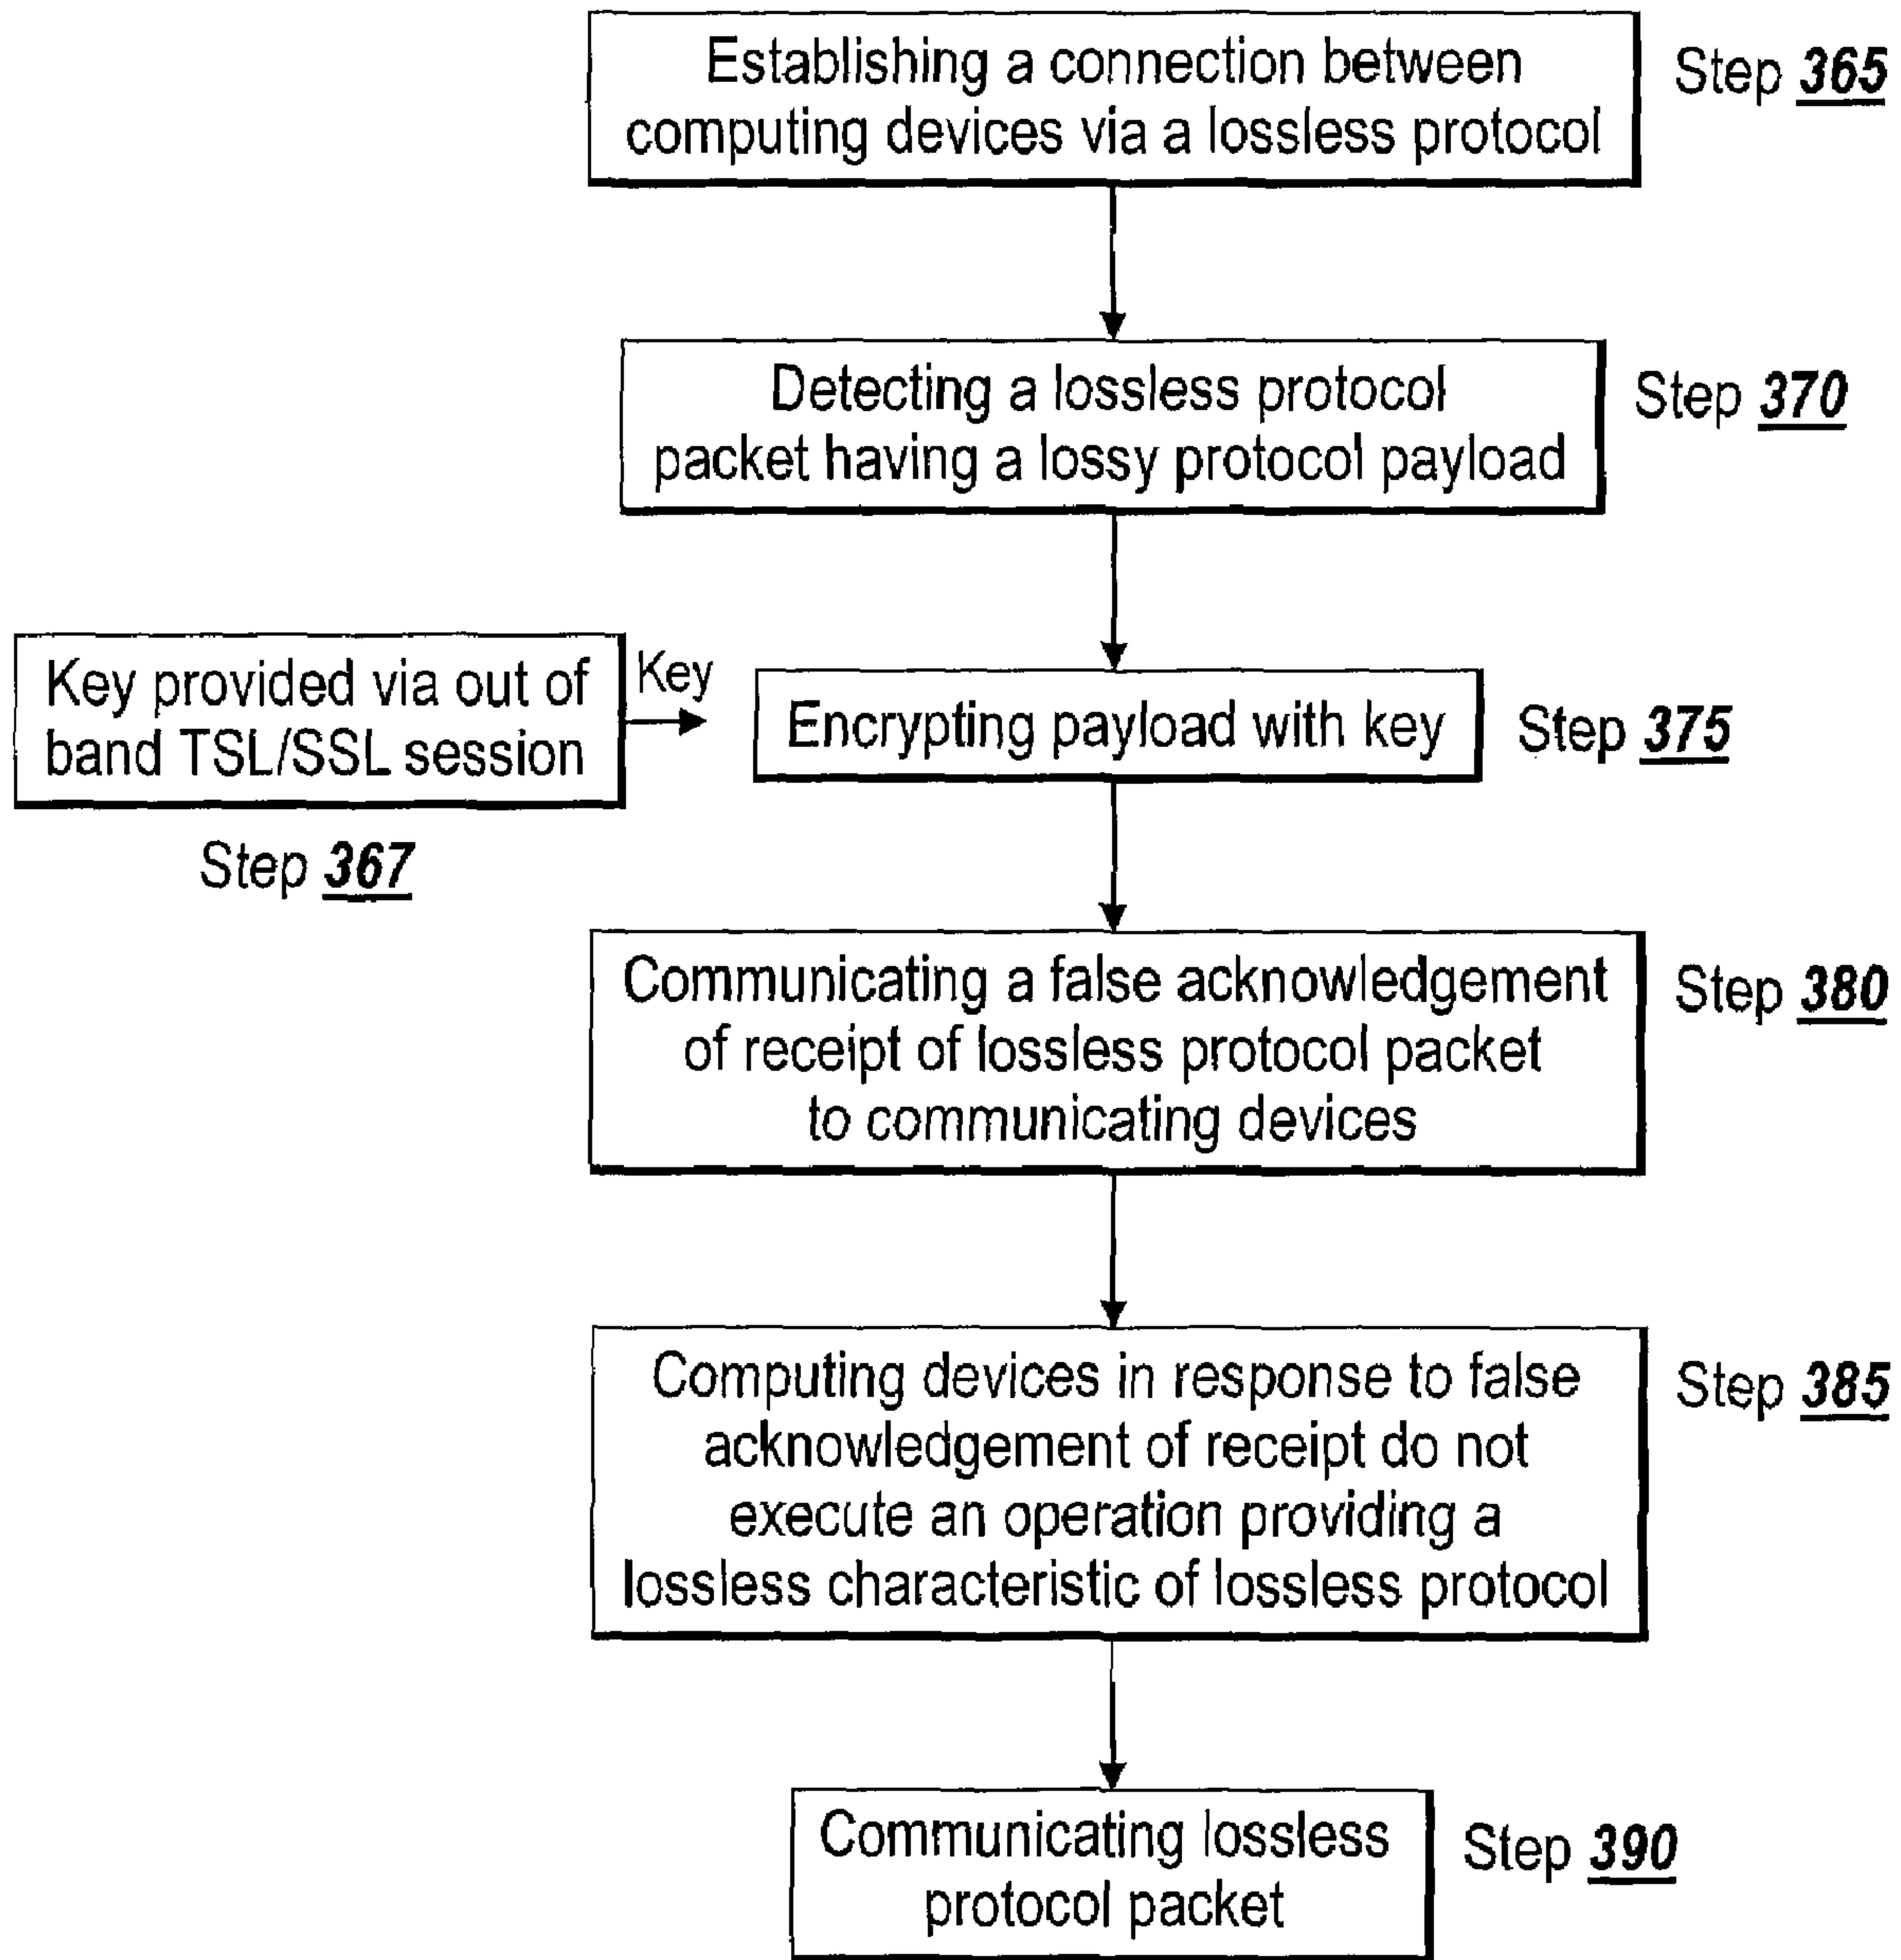 Establishing a connection between
computing devices via a lossless protocol
Step 365
Detecting a lossless protocol
packet having a lossy protocol payload
Step 370
Key provided via out of
band TSL/SSL session
Step 367
Key
Encrypting payload with key
Step 375
Communicating a false acknowledgement
of receipt of lossless protocol packet
to communicating devices
Step 380
Computing devices in response to false
acknowledgement of receipt do not
execute an operation providing a
lossless characteristic of lossless protocol
Step 385
Communicating lossless
protocol packet
Step 390